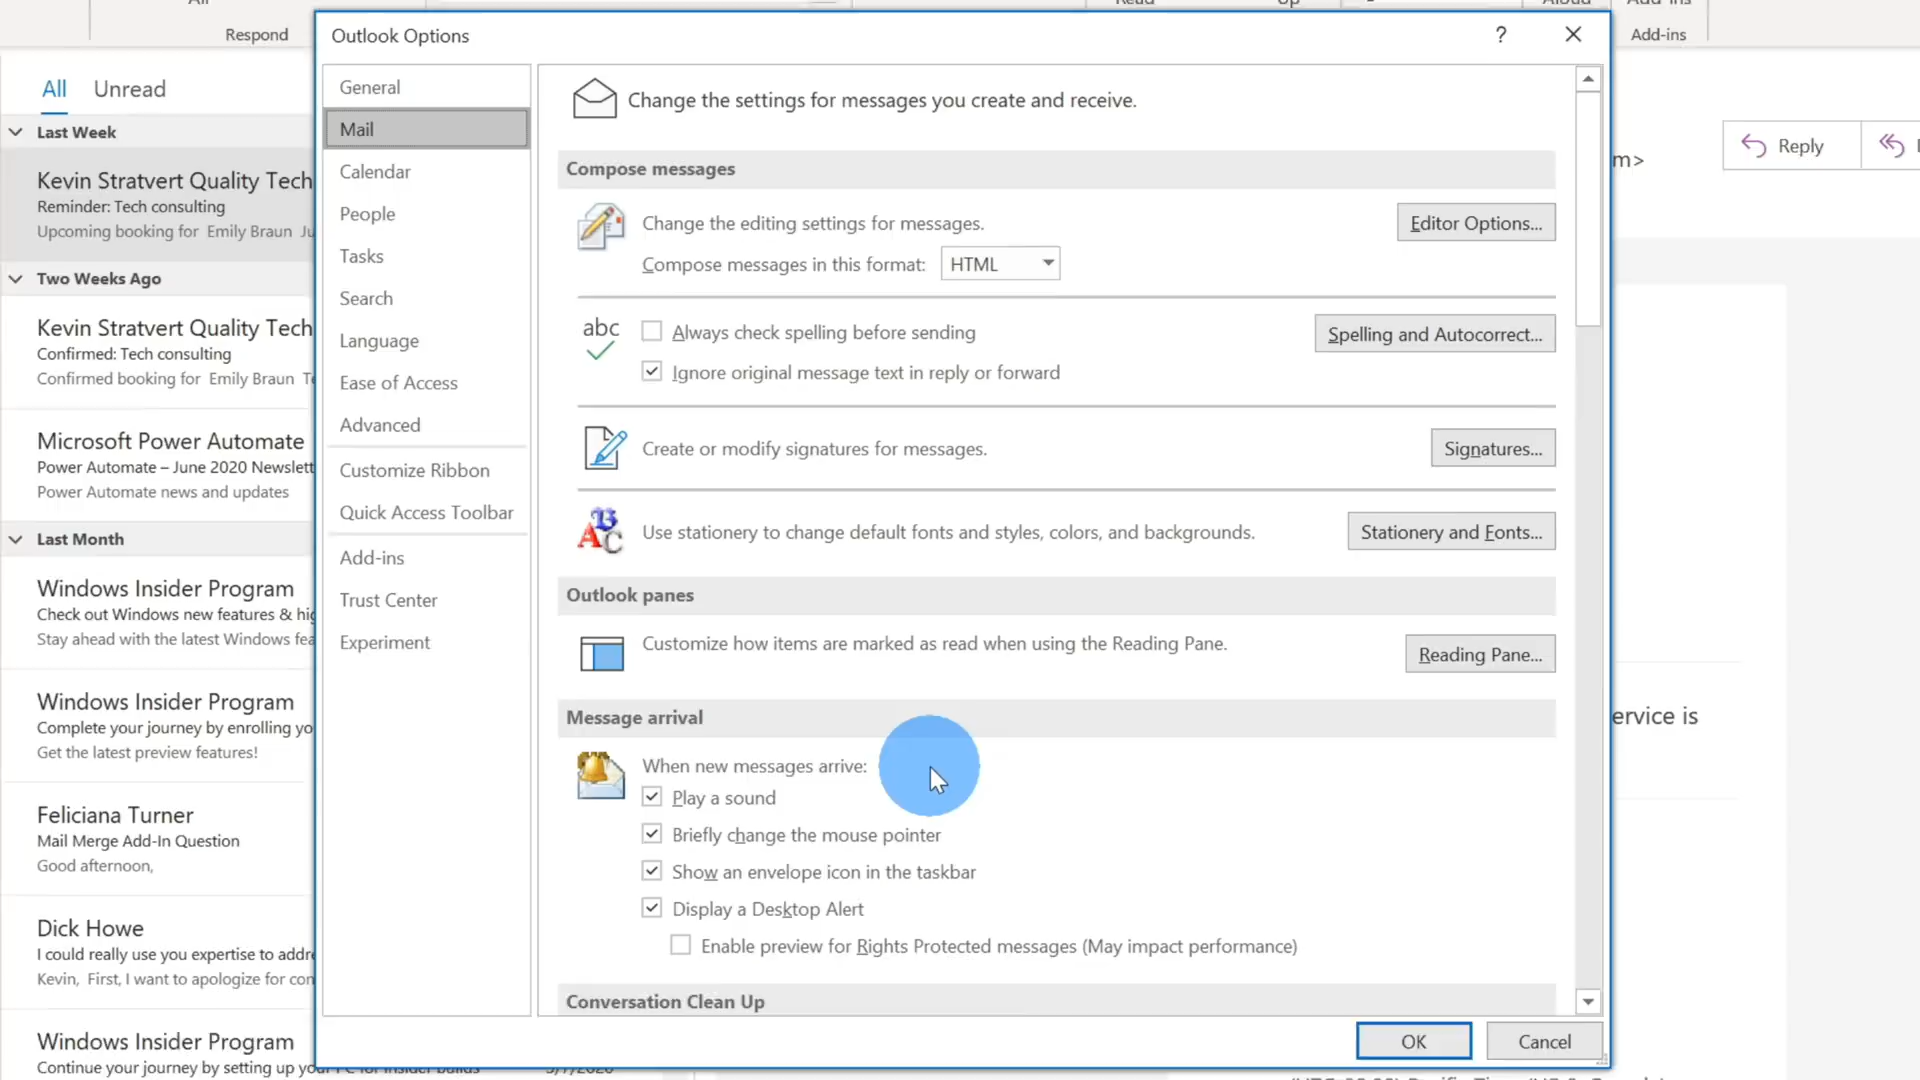 All
Respond
Read
Up
Aloud
Add-ins
Add-ins
Outlook Options
?
All Unread
Last Week
Kevin Stratvert Quality Tech
Reminder: Tech consulting
Upcoming booking for Emily Braun
Two Weeks Ago
Kevin Stratvert Quality Tech
Confirmed: Tech consulting
Confirmed booking for Emily Braun
Microsoft Power Automate
Power Automate – June 2020 Newslett
Power Automate news and updates
Last Month
Windows Insider Program
Check out Windows new features &
Stay ahead with the latest Windows
Windows Insider Program
Complete your journey by enrolling
Get the latest preview features!
Feliciana Turner
Mail Merge Add-In Question
Good afternoon,
Dick Howe
I could really use you expertise to
Kevin, First, I want to apologize for
Windows Insider Program
Continue your journey by setting up
General
Mail
Calendar
People
Tasks
Search
Language
Ease of Access
Advanced
Customize Ribbon
Quick Access Toolbar
Add-ins
Trust Center
Experiment
Change the settings for messages you create and receive.
Compose messages
Change the editing settings for messages.
Editor Options...
Compose messages in this format: HTML
abc
Always check spelling before sending
Spelling and Autocorrect...
Ignore original message text in reply or forward
Create or modify signatures for messages.
Signatures...
ABC
Use stationery to change default fonts and styles, colors, and backgrounds.
Stationery and Fonts...
Outlook panes
Customize how items are marked as read when using the Reading Pane.
Reading Pane...
Message arrival
When new messages arrive:
Play a sound
Briefly change the mouse pointer
Show an envelope icon in the taskbar
Display a Desktop Alert
Enable preview for Rights Protected messages (May impact performance)
Conversation Clean Up
OK Cancel
m>
Reply
ervice is